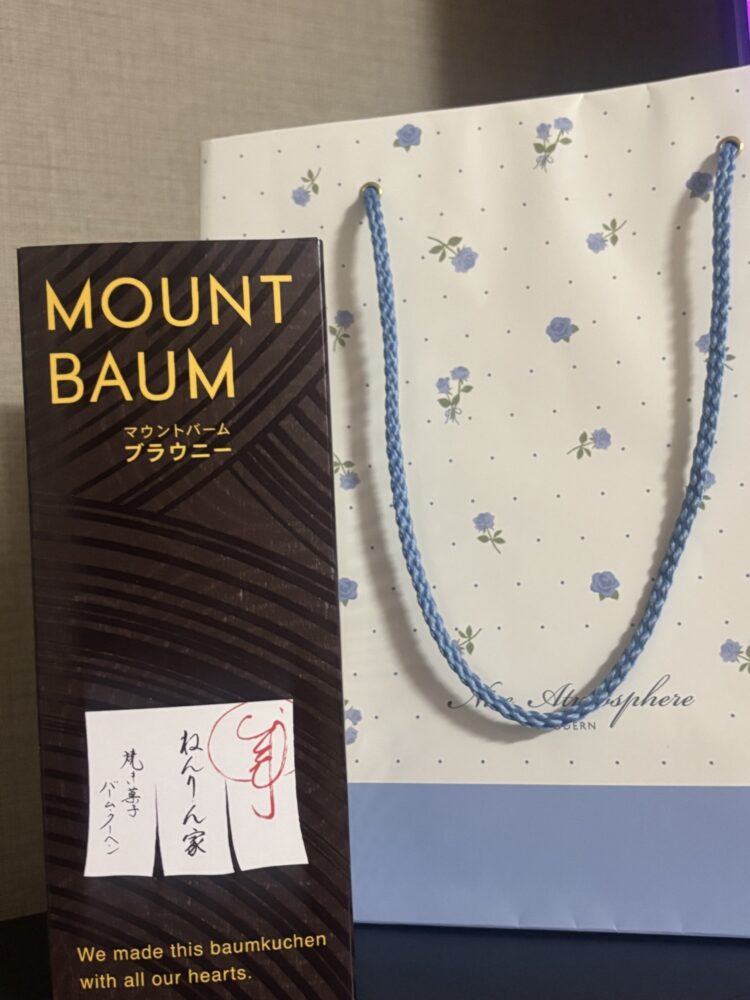 MOUNT
BAUM
マウントバーム
ブラウニー
ねんりん家
焼き菓子
バームクーヘン
We made this baumkuchen
with all our hearts.
Atmosphere